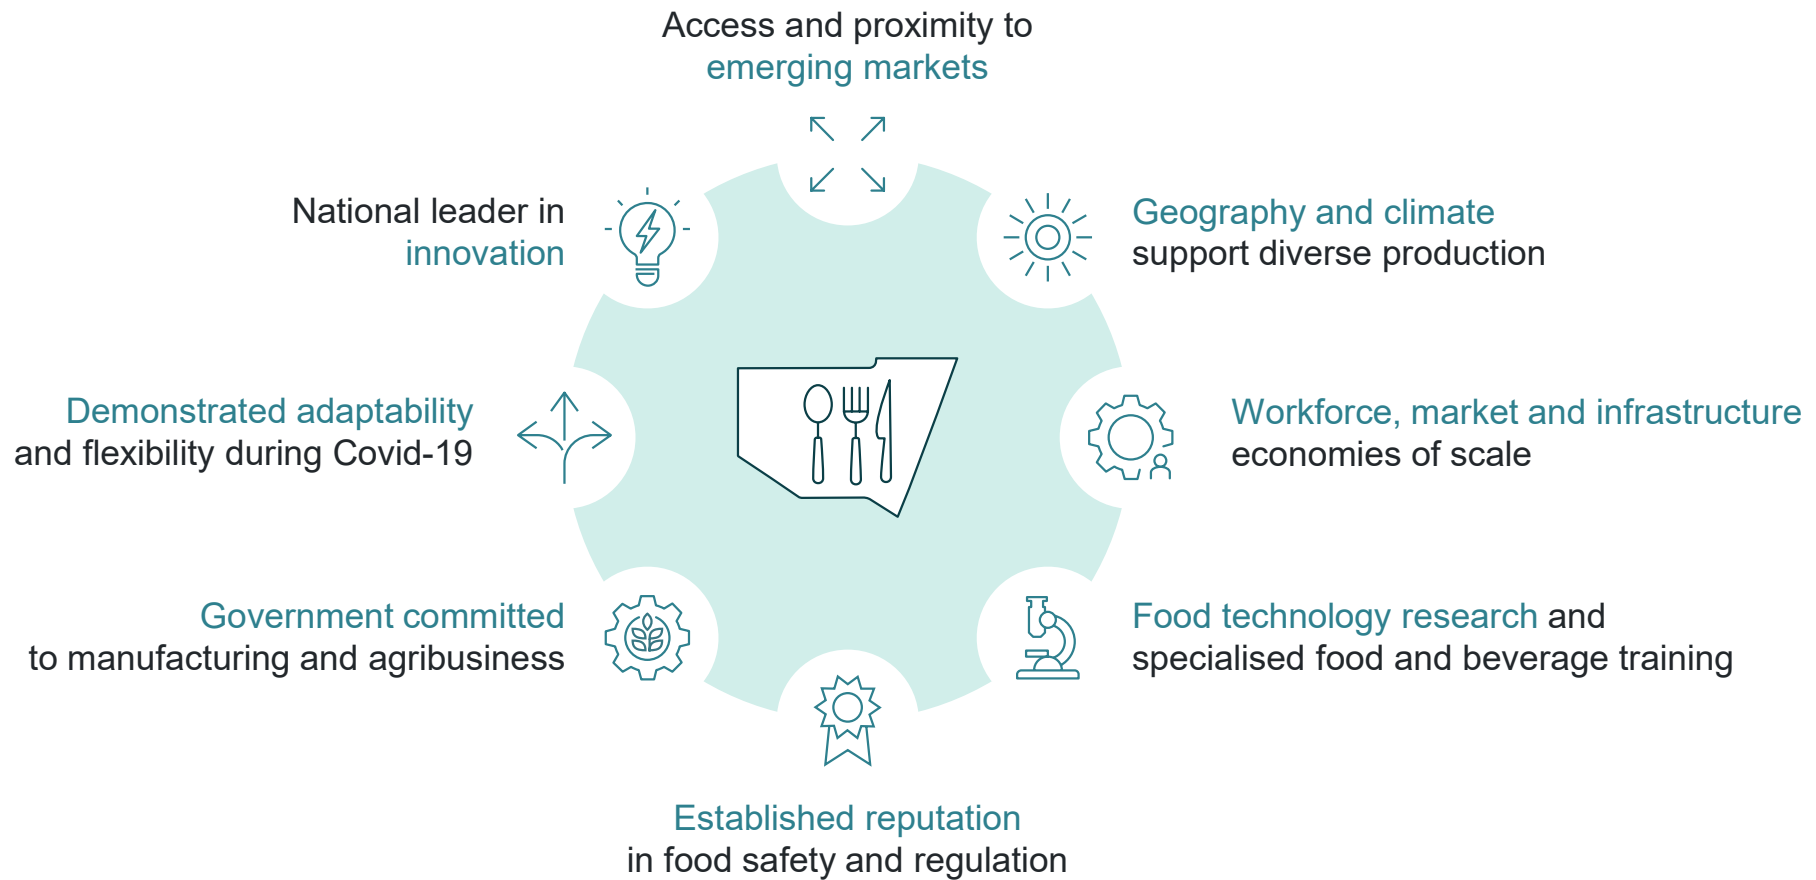 Access and proximity to
emerging markets
Geography and climate
support diverse production
Workforce, market and infrastructure
economies of scale
Food technology research and
specialised food and beverage training
Established reputation
in food safety and regulation
Government committed
to manufacturing and agribusiness
Demonstrated adaptability
and flexibility during Covid-19
National leader in
innovation